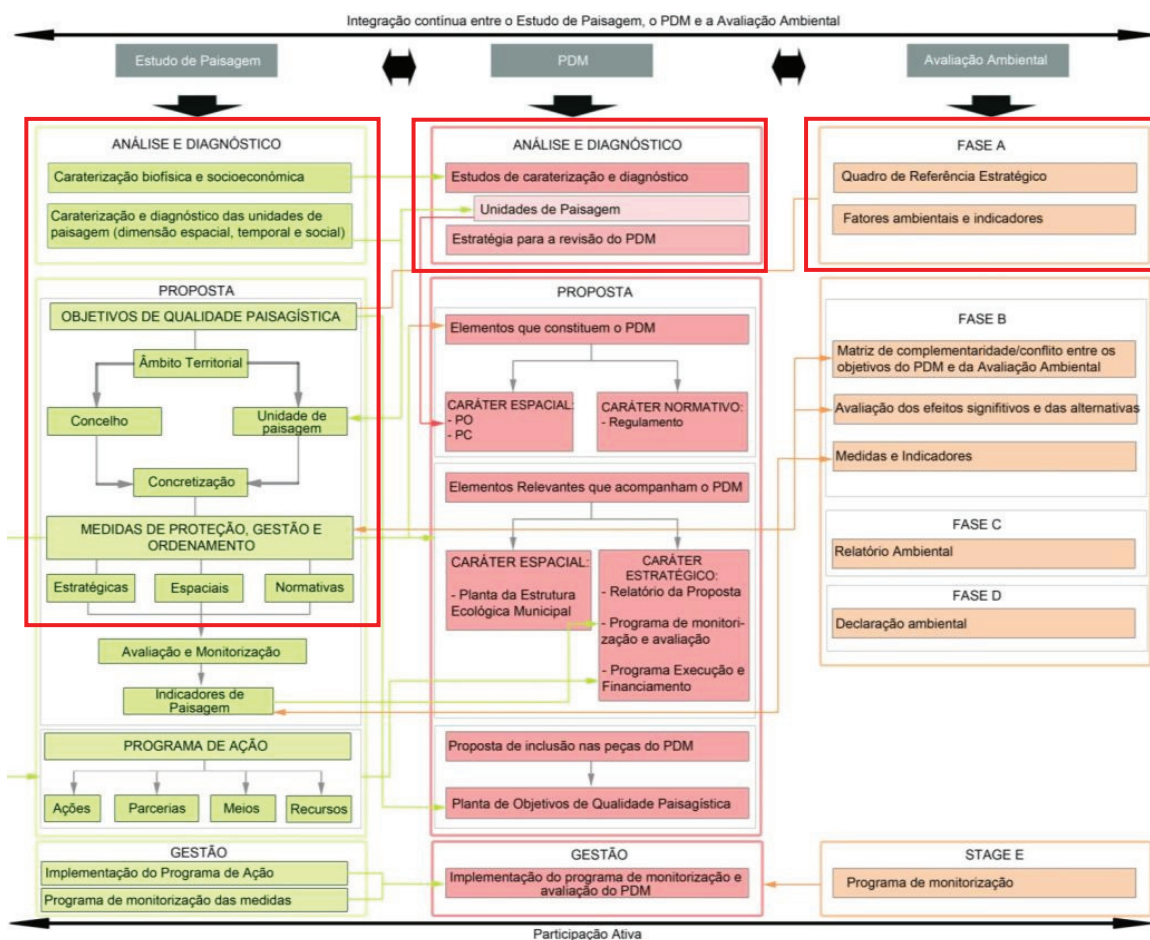 Integração contínua entre o Estudo de Paisagem, o PDM e a Avaliação Ambiental
Estudo de Paisagem
PDM
Avaliação Ambiental
ANÁLISE E DIAGNÓSTICO
Caraterização biofísica e socioeconómica
Caraterização e diagnóstico das unidades de
paisagem (dimensão espacial, temporal e social)
PROPOSTA
OBJETIVOS DE QUALIDADE PAISAGÍSTICA
Âmbito Territorial
Concelho
Unidade de
paisagem
Concretização
MEDIDAS DE PROTEÇÃO, GESTÃO E
ORDENAMENTO
Estratégicas
Espaciais
Normativas
Avaliação e Monitorização
Indicadores de
Paisagem
PROGRAMA DE AÇÃO
Ações
Parcerias
Meios
Recursos
GESTÃO
Implementação do Programa de Ação
Programa de monitorização das medidas
ANÁLISE E DIAGNÓSTICO
Estudos de caraterização e diagnóstico
Unidades de Paisagem
Estratégia para a revisão do PDM
PROPOSTA
Elementos que constituem o PDM
CARÁTER ESPACIAL:
- PO
- PC
CARÁTER NORMATIVO:
- Regulamento
Elementos Relevantes que acompanham o PDM
CARÁTER ESPACIAL:
- Planta da Estrutura
Ecológica Municipal
CARÁTER
ESTRATÉGICO:
- Relatório da Proposta
- Programa de monitori-
zação e avaliação
- Programa Execução e
Financiamento
Proposta de inclusão nas peças do PDM
Planta de Objetivos de Qualidade Paisagística
GESTÃO
Implementação do programa de monitorização e
avaliação do PDM
FASE A
Quadro de Referência Estratégico
Fatores ambientais e indicadores
FASE B
Matriz de complementaridade/conflito entre os
objetivos do PDM e da Avaliação Ambiental
Avaliação dos efeitos signifitivos e das alternativas
Medidas e Indicadores
FASE C
Relatório Ambiental
FASE D
Declaração ambiental
STAGE E
Programa de monitorização
Participação Ativa